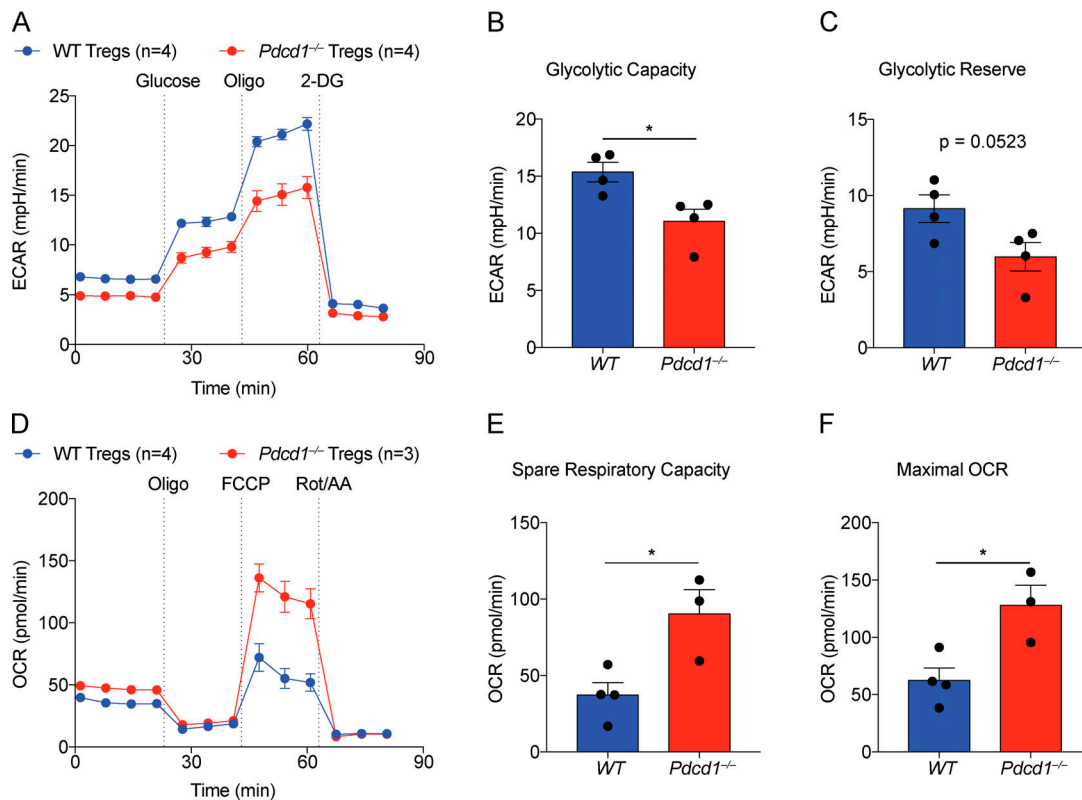 A
WT Tregs (n=4)
Pdcd1–/– Tregs (n=4)
Glucose
Oligo
2-DG
25
20
15
10
5
0
ECAR (mpH/min)
0
30
60
90
Time (min)
B
Glycolytic Capacity
20
15
10
5
0
ECAR (mpH/min)
*
WT
Pdcd1–/–
C
Glycolytic Reserve
15
10
5
0
ECAR (mpH/min)
p = 0.0523
WT
Pdcd1–/–
D
WT Tregs (n=4)
Pdcd1–/– Tregs (n=3)
Oligo
FCCP
Rot/AA
200
150
100
50
0
OCR (pmol/min)
0
30
60
90
Time (min)
E
Spare Respiratory Capacity
150
100
50
0
OCR (pmol/min)
*
WT
Pdcd1–/–
F
Maximal OCR
200
150
100
50
0
OCR (pmol/min)
*
WT
Pdcd1–/–